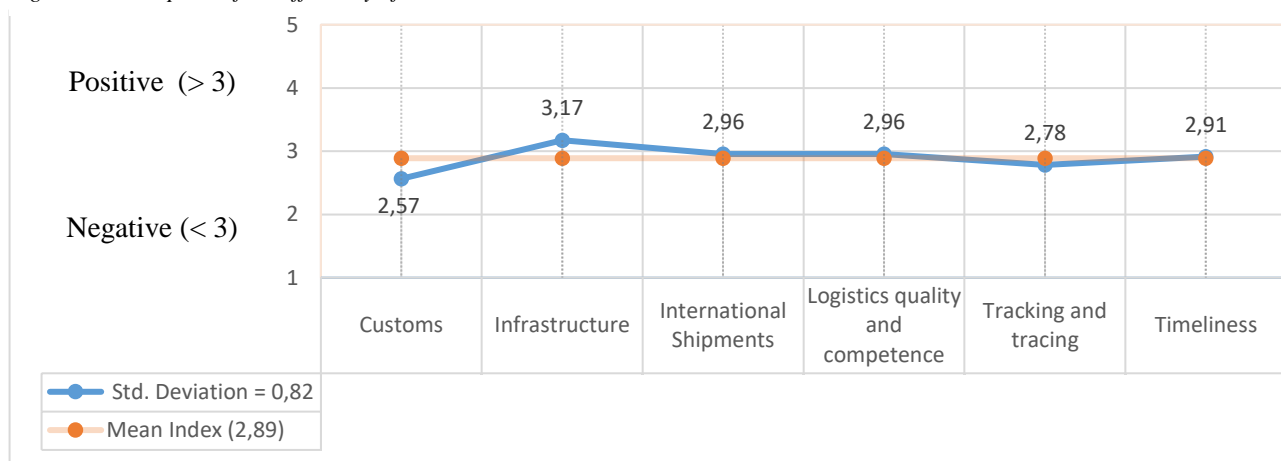 5
Positive (> 3)
4
3,17
2,96
2,96
2,78
2,91
3
2,57
Negative (< 3)
2
1
Customs
Infrastructure
International
Shipments
Logistics quality
and
competence
Tracking and
tracing
Timeliness
Std. Deviation = 0,82
Mean Index (2,89)